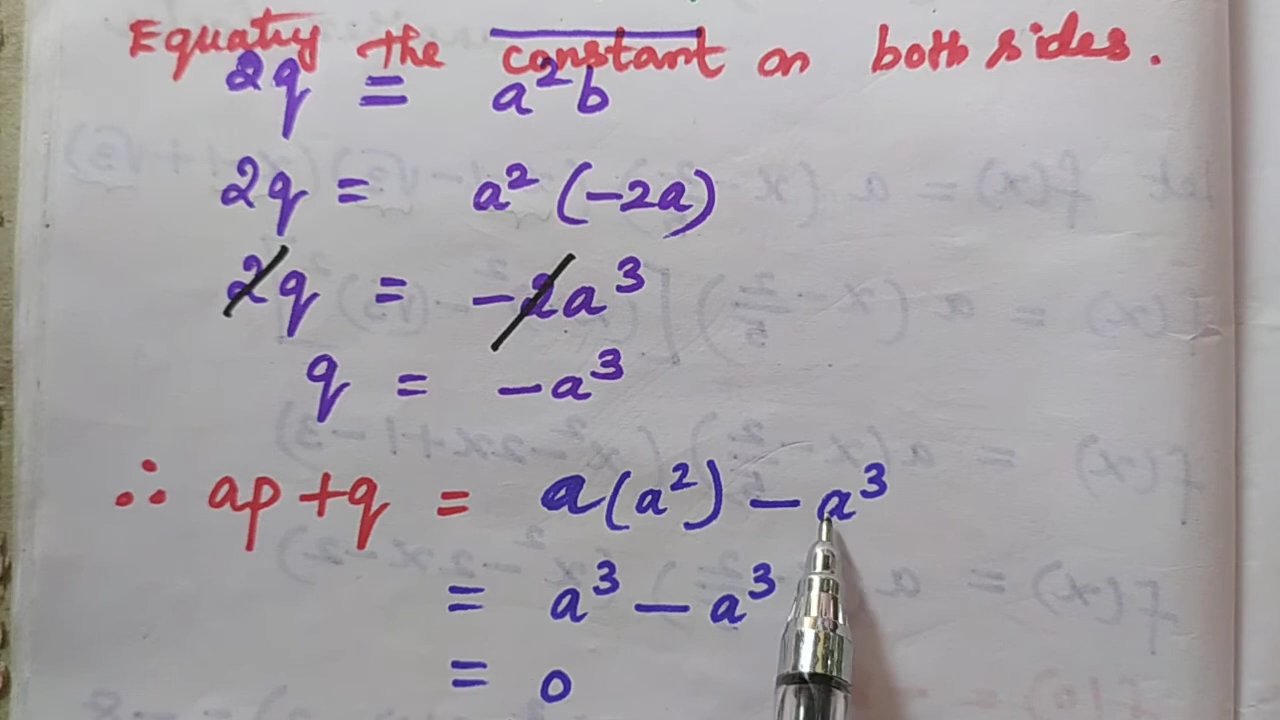 Equatry the constant on both sides.
2q = a²b
2q = a²(-2a)
2q = -2a³
q = -a³
∴ ap+q = a(a²) - a³
= a³ - a³
= 0